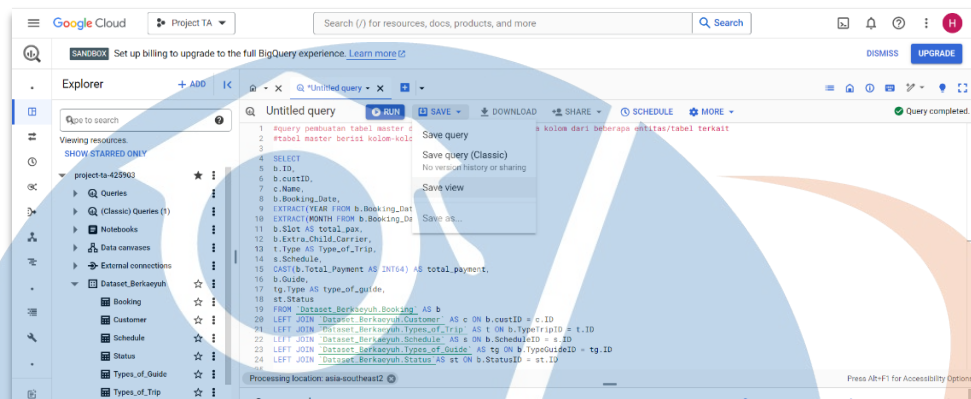 Google Cloud
Project TA
Search (/) for resources, docs, products, and more
Search
H
SANDBOX Set up billing to upgrade to the full BigQuery experience. Learn more
DISMISS
UPGRADE
Explorer
+ ADD
*Untitled query
Type to search
Viewing resources.
SHOW STARRED ONLY
project-ta-425903
Queries
(Classic) Queries (1)
Notebooks
Data canvases
External connections
Dataset_Berkaeyuh
Booking
Customer
Schedule
Status
Types_of_Guide
Types_of_Trip
Untitled query
RUN
SAVE
DOWNLOAD
SHARE
SCHEDULE
MORE
Query completed.
Save query
Save query (Classic)
No version history or sharing
Save view
Save as...
1 #query pembuatan tabel master kolom dari beberapa entitas/tabel terkait
2 #tabel master berisi kolom-kolo
3
4 SELECT
5 b.ID,
6 b.custID,
7 c.Name,
8 b.Booking_Date,
9 EXTRACT(YEAR FROM b.Booking_Dat
10 EXTRACT(MONTH FROM b.Booking_Da
11 b.Slot AS total_pax,
12 b.Extra_Child_Carrier,
13 t.Type AS Type_of_Trip,
14 s.Schedule,
15 CAST(b.Total_Payment AS INT64) AS total_payment,
16 b.Guide,
17 tg.Type AS type_of_guide,
18 st.Status
19 FROM `Dataset_Berkaeyuh.Booking` AS b
20 LEFT JOIN `Dataset_Berkaeyuh.Customer` AS c ON b.custID = c.ID
21 LEFT JOIN `Dataset_Berkaeyuh.Types_of_Trip` AS t ON b.TypeTripID = t.ID
22 LEFT JOIN `Dataset_Berkaeyuh.Schedule` AS s ON b.ScheduleID = s.ID
23 LEFT JOIN `Dataset_Berkaeyuh.Types_of_Guide` AS tg ON b.TypeGuideID = tg.ID
24 LEFT JOIN `Dataset_Berkaeyuh.Status` AS st ON b.StatusID = st.ID
Processing location: asia-southeast2
Press Alt+F1 for Accessibility Options